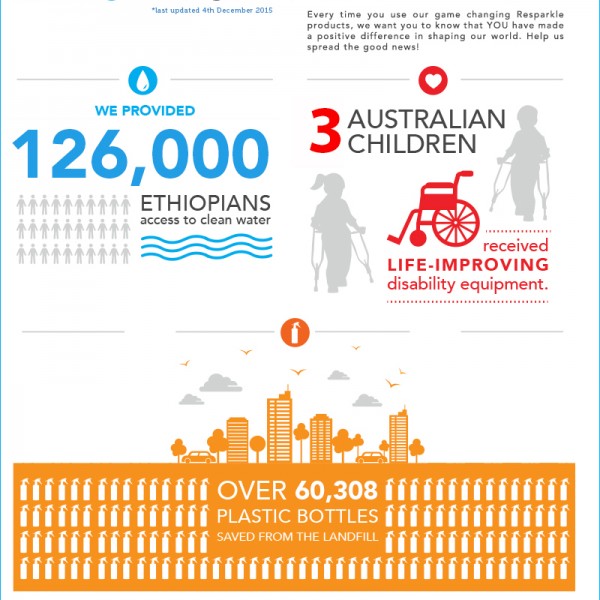 *last updated 4th December 2015
Every time you use our game changing Resparkle
products, we want you to know that YOU have made
a positive difference in shaping our world. Help us
spread the good news!
WE PROVIDED
126,000
ETHIOPIANS
access to clean water
3 AUSTRALIAN
CHILDREN
received
LIFE-IMPROVING
disability equipment.
OVER 60,308
PLASTIC BOTTLES
SAVED FROM THE LANDFILL